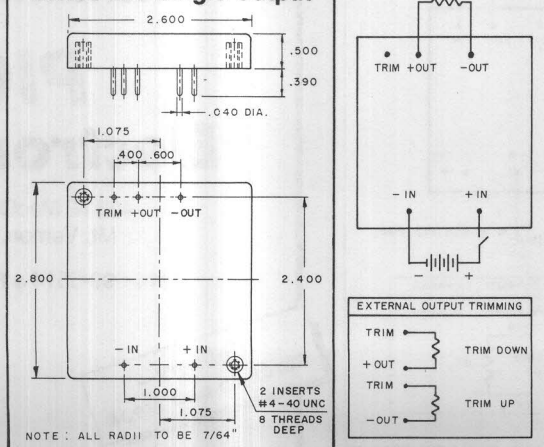 2.600
.500
.390
.040 DIA.
1.075
.400 .600
TRIM +OUT -OUT
2.800
2.400
- IN + IN
1.000
1.075
2 INSERTS
#4-40 UNC
8 THREADS
DEEP
NOTE: ALL RADII TO BE 7/64"
TRIM +OUT -OUT
- IN + IN
- +
EXTERNAL OUTPUT TRIMMING
TRIM
TRIM DOWN
+ OUT
TRIM
TRIM UP
-OUT